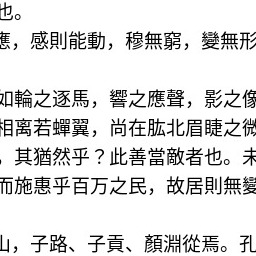 也。
應，感則能動，穆無窮，變無形
如輪之逐馬，響之應聲，影之像
相离若蟬翼，尚在肱北眉睫之微
，其猶然乎？此善當敵者也。未
而施惠乎百万之民，故居則無變
山，子路、子貢、顏淵從焉。孔